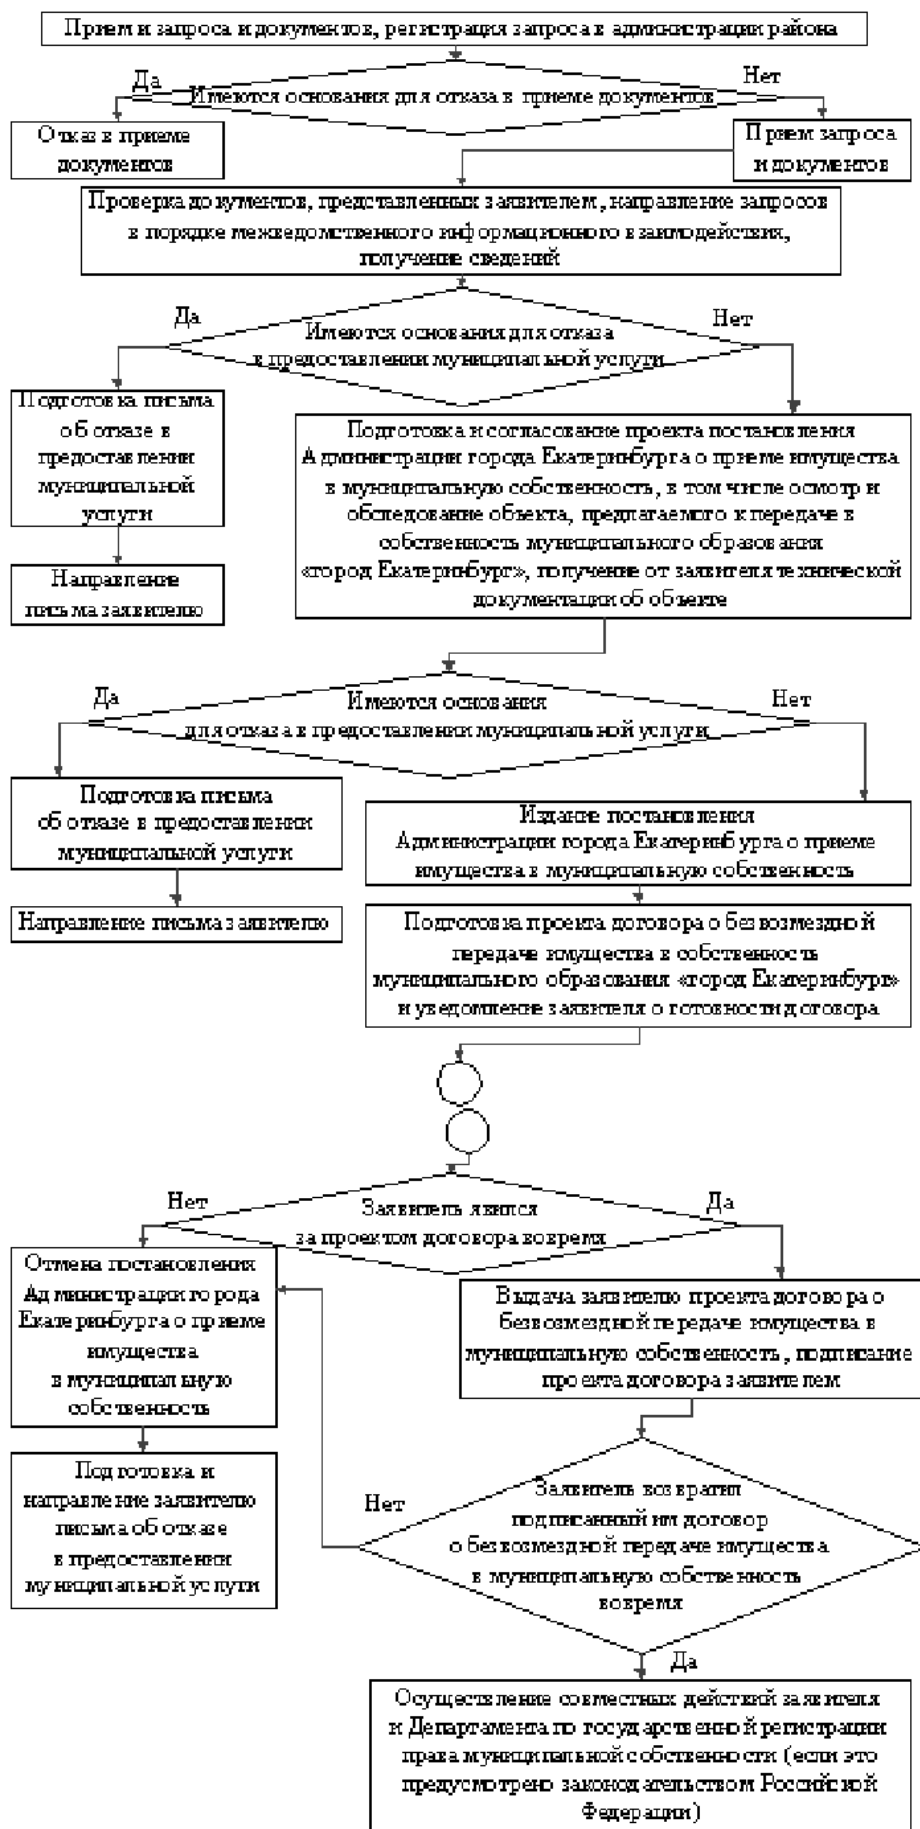 Прием и запроса и документов, регистрация запроса в администрации района
Да
Нет
Имеются основания для отказа в приеме документов
Отказ в приеме
документов
Прием запроса
и документов
Проверка документов, представленных заявителем, направление запросов
в порядке межведомственного информационного взаимодействия,
получение сведений
Да
Нет
Имеются основания для отказа
в предоставлении муниципальной услуги
Подготовка письма
об отказе в
предоставлении
муниципальной
услуги
Направление
письма заявителю
Подготовка и согласование проекта постановления
Администрации города Екатеринбурга о приеме имущества
в муниципальную собственность, в том числе осмотр и
обследование объекта, предлагаемого к передаче в
собственность муниципального образования
«город Екатеринбург», получение от заявителя технической
документации об объекте
Да
Нет
Имеются основания
для отказа в предоставлении муниципальной услуги
Подготовка письма
об отказе в предоставлении
муниципальной услуги
Направление письма заявителю
Издание постановления
Администрации города Екатеринбурга о приеме
имущества в муниципальную собственность
Подготовка проекта договора о безвозмездной
передаче имущества в собственность
муниципального образования «город Екатеринбург»
и уведомление заявителя о готовности договора
Нет
Да
Заявитель явился
за проектом договора вовремя
Отмена постановления
Администрации города
Екатеринбурга о приеме
имущества
в муниципальную
собственность
Выдача заявителю проекта договора о
безвозмездной передаче имущества в
муниципальную собственность, подписание
проекта договора заявителем
Подготовка и
направление заявителю
письма об отказе
в предоставлении
муниципальной услуги
Нет
Заявитель возвратил
подписанный им договор
о безвозмездной передаче имущества
в муниципальную собственность
вовремя
Да
Осуществление совместных действий заявителя
и Департамента по государственной регистрации
права муниципальной собственности (если это
предусмотрено законодательством Российской
Федерации)